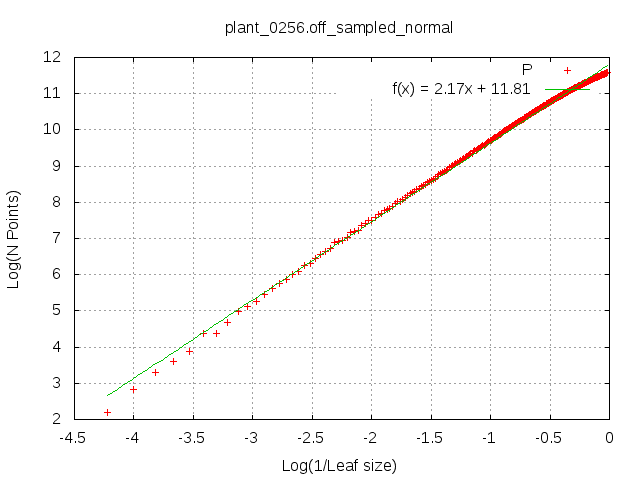 plant_0256.off_sampled_normal
12
11
10
9
8
7
6
5
4
3
2
Log(N Points)
P
f(x) = 2.17x + 11.81
-4.5 -4 -3.5 -3 -2.5 -2 -1.5 -1 -0.5 0
Log(1/Leaf size)